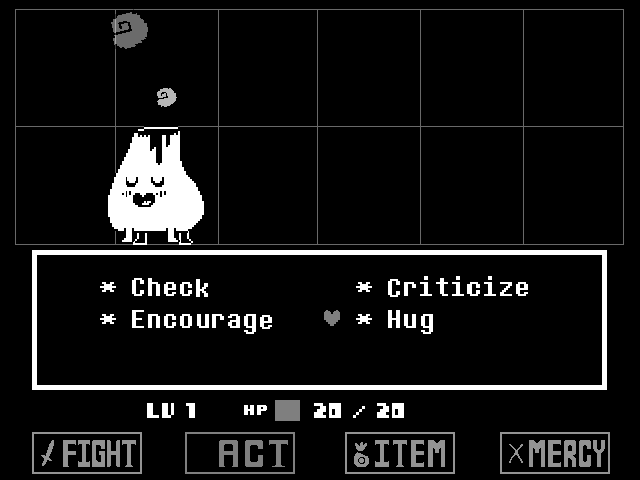 * Check * Criticize
* Encourage * Hug
LV 1 HP 20 / 20
FIGHT ACT ITEM MERCY